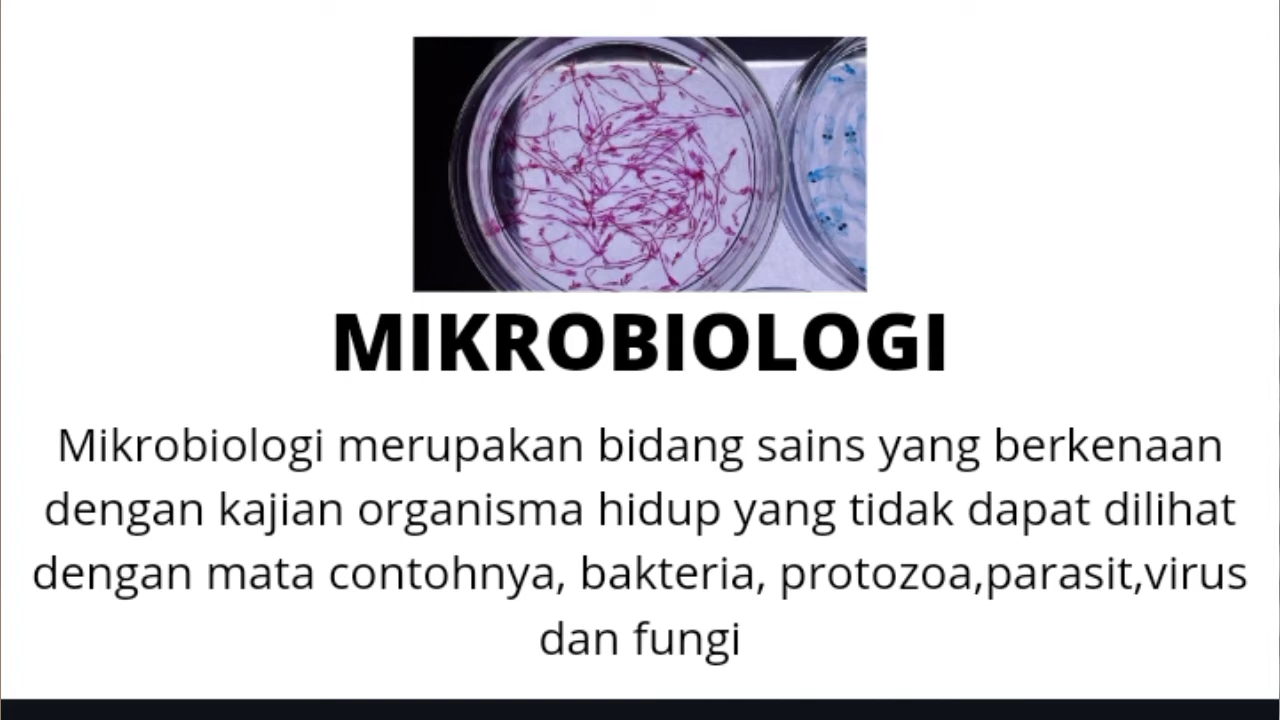 MIKROBIOLOGI
Mikrobiologi merupakan bidang sains yang berkenaan
dengan kajian organisma hidup yang tidak dapat dilihat
dengan mata contohnya, bakteria, protozoa,parasit,virus
dan fungi